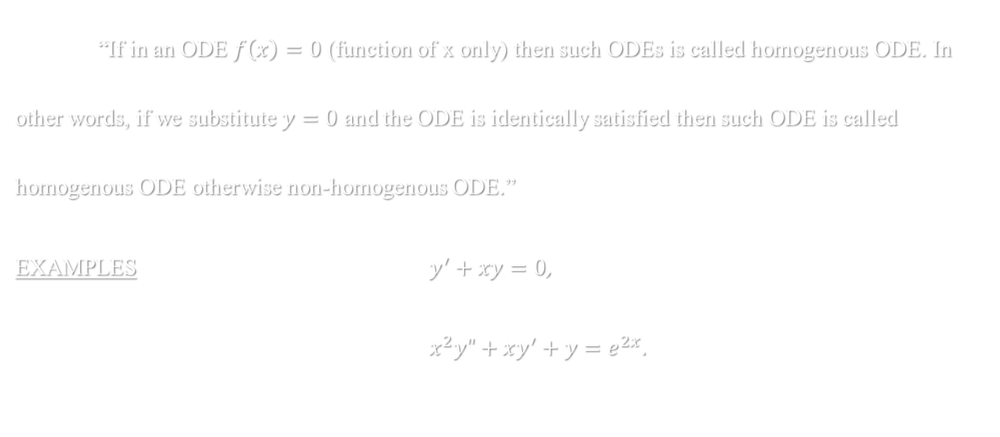 “If in an ODE f(x) = 0 (function of x only) then such ODEs is called homogenous ODE. In
other words, if we substitute y = 0 and the ODE is identically satisfied then such ODE is called
homogenous ODE otherwise non-homogenous ODE.”
EXAMPLES y′ + xy = 0,
x²y" + xy′ + y = e²ˣ.